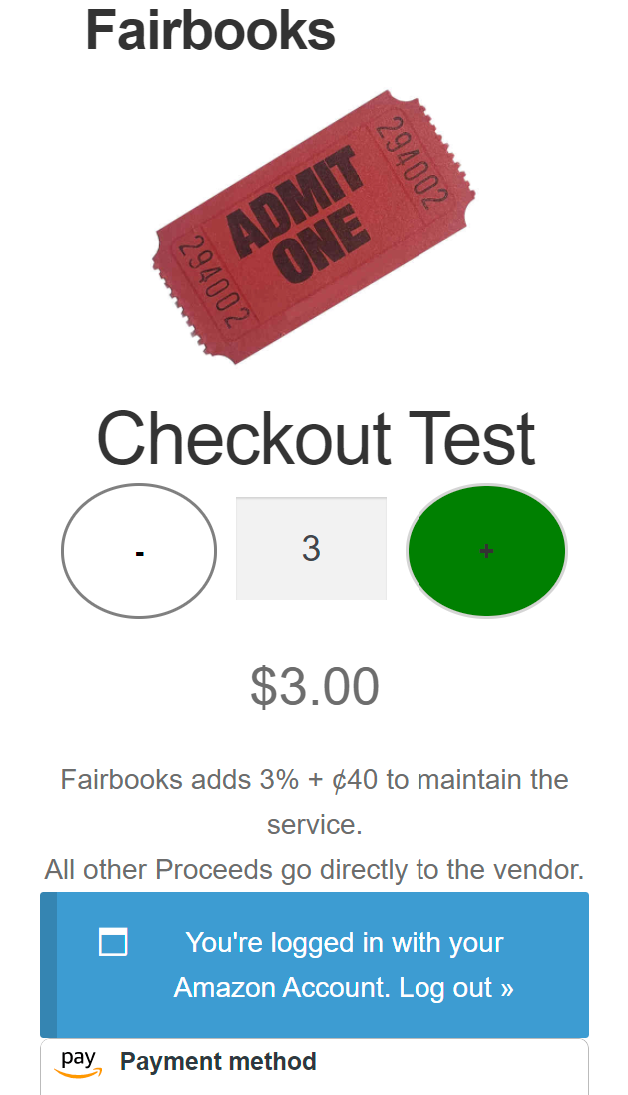 Fairbooks
294002
ADMIT
ONE
294002
Checkout Test
-
3
+
$3.00
Fairbooks adds 3% + ¢40 to maintain the
service.
All other Proceeds go directly to the vendor.
You're logged in with your
Amazon Account. Log out »
pay
Payment method